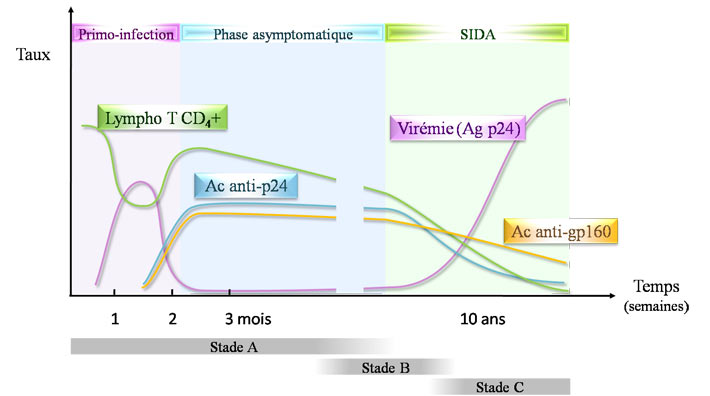 Primo-infection
Phase asymptomatique
SIDA
Taux
Lympho T CD4+
Virémie (Ag p24)
Ac anti-p24
Ac anti-gp160
Temps
(semaines)
1
2
3 mois
10 ans
Stade A
Stade B
Stade C